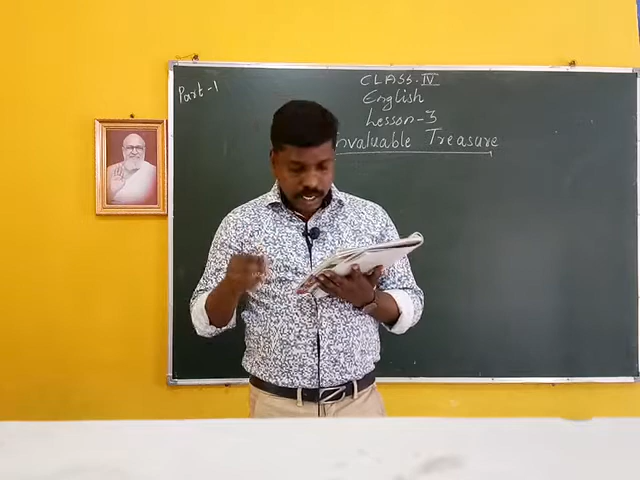 Part-1
CLASS-IV
English
Lesson-3
nvaluable Treasure